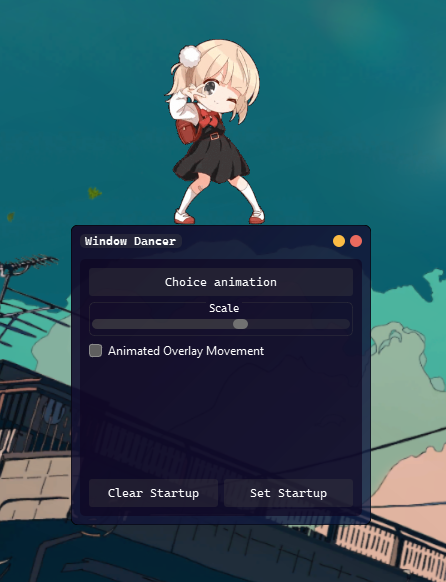 Window Dancer
Choice animation
Scale
Animated Overlay Movement
Clear Startup
Set Startup